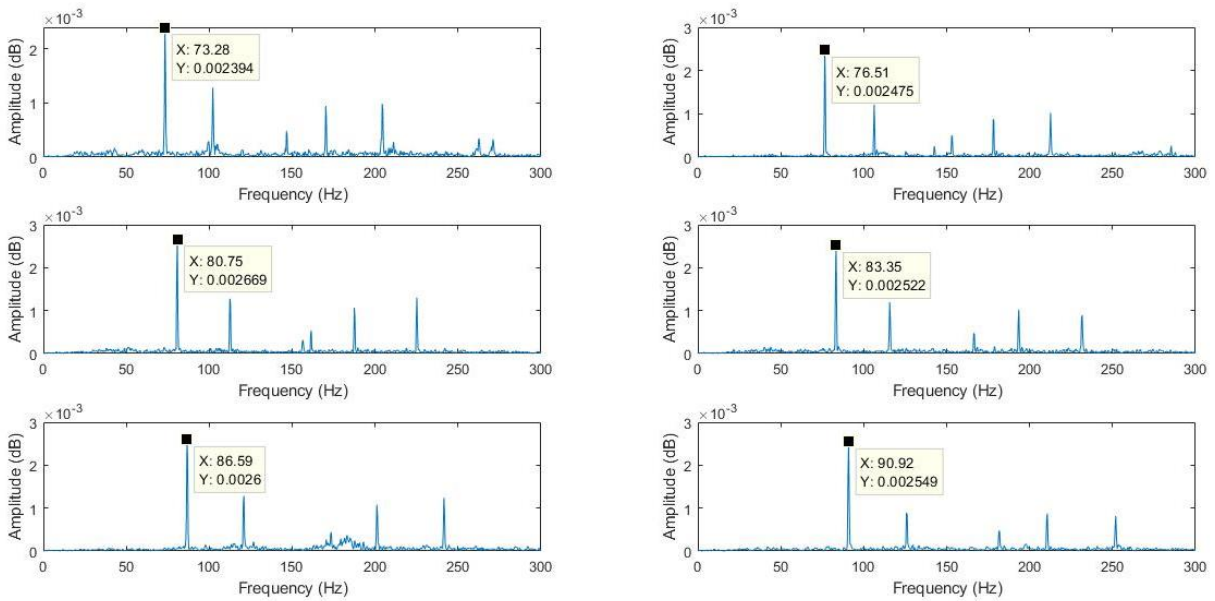 ×10^-3
Amplitude (dB)
2
1
0
X: 73.28
Y: 0.002394
0 50 100 150 200 250 300
Frequency (Hz)
×10^-3
Amplitude (dB)
3
2
1
0
X: 76.51
Y: 0.002475
0 50 100 150 200 250 300
Frequency (Hz)
×10^-3
Amplitude (dB)
3
2
1
0
X: 80.75
Y: 0.002669
0 50 100 150 200 250 300
Frequency (Hz)
×10^-3
Amplitude (dB)
3
2
1
0
X: 83.35
Y: 0.002522
0 50 100 150 200 250 300
Frequency (Hz)
×10^-3
Amplitude (dB)
3
2
1
0
X: 86.59
Y: 0.0026
0 50 100 150 200 250 300
Frequency (Hz)
×10^-3
Amplitude (dB)
3
2
1
0
X: 90.92
Y: 0.002549
0 50 100 150 200 250 300
Frequency (Hz)